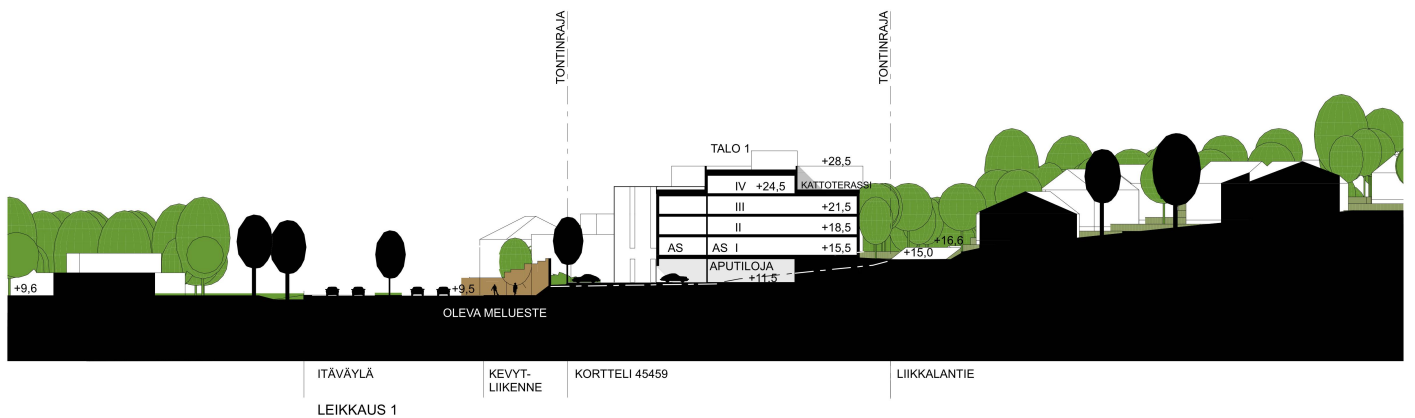 TONTINRAJA
TONTINRAJA
TALO 1
+28,5
IV +24,5 KATTOTERASSI
III +21,5
II +18,5
AS AS I +15,5
+16,6
+15,0
APUTILOJA
+11,5
+9,6
+9,5
OLEVA MELUESTE
ITÄVÄYLÄ
KEVYT-
LIIKENNE
KORTTELI 45459
LIIKKALANTIE
LEIKKAUS 1